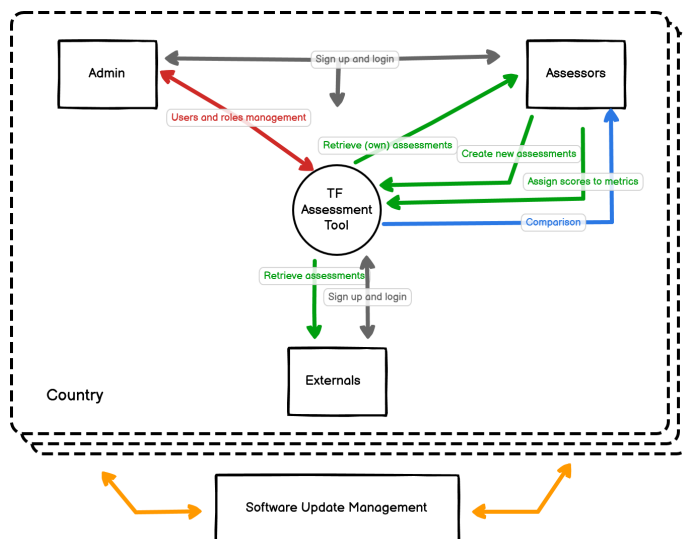 Admin
Sign up and login
Assessors
Users and roles management
Retrieve (own) assessments
Create new assessments
Assign scores to metrics
TF
Assessment
Tool
Comparison
Retrieve assessments
Sign up and login
Externals
Country
Software Update Management